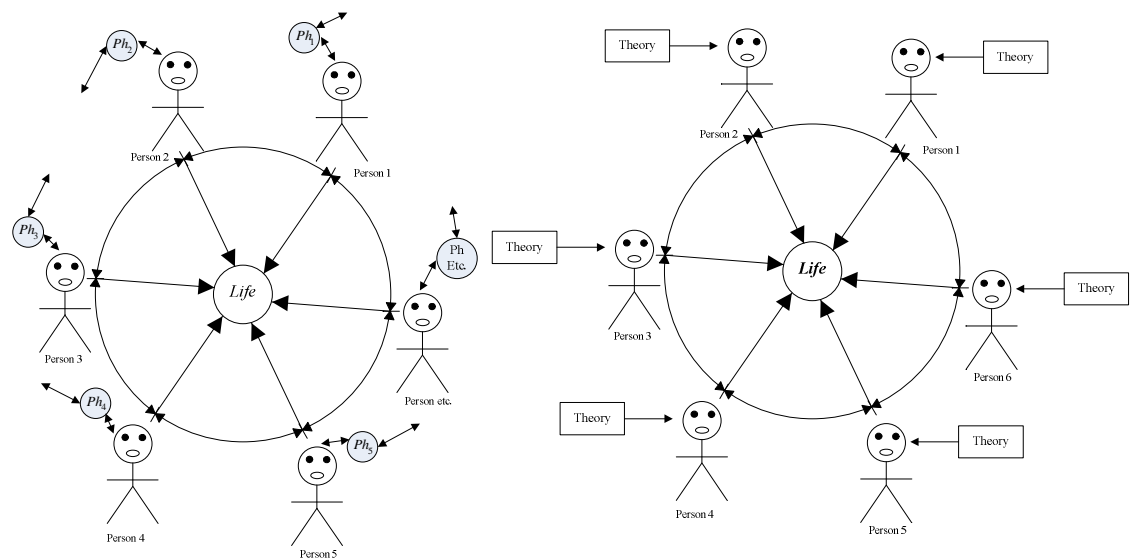 Ph2
Ph1
Person 2
Person 1
Ph3
Ph
Etc.
Life
Person 3
Person etc.
Ph4
Ph5
Person 4
Person 5
Theory
Theory
Person 2
Person 1
Theory
Life
Theory
Person 3
Person 6
Theory
Theory
Person 4
Person 5